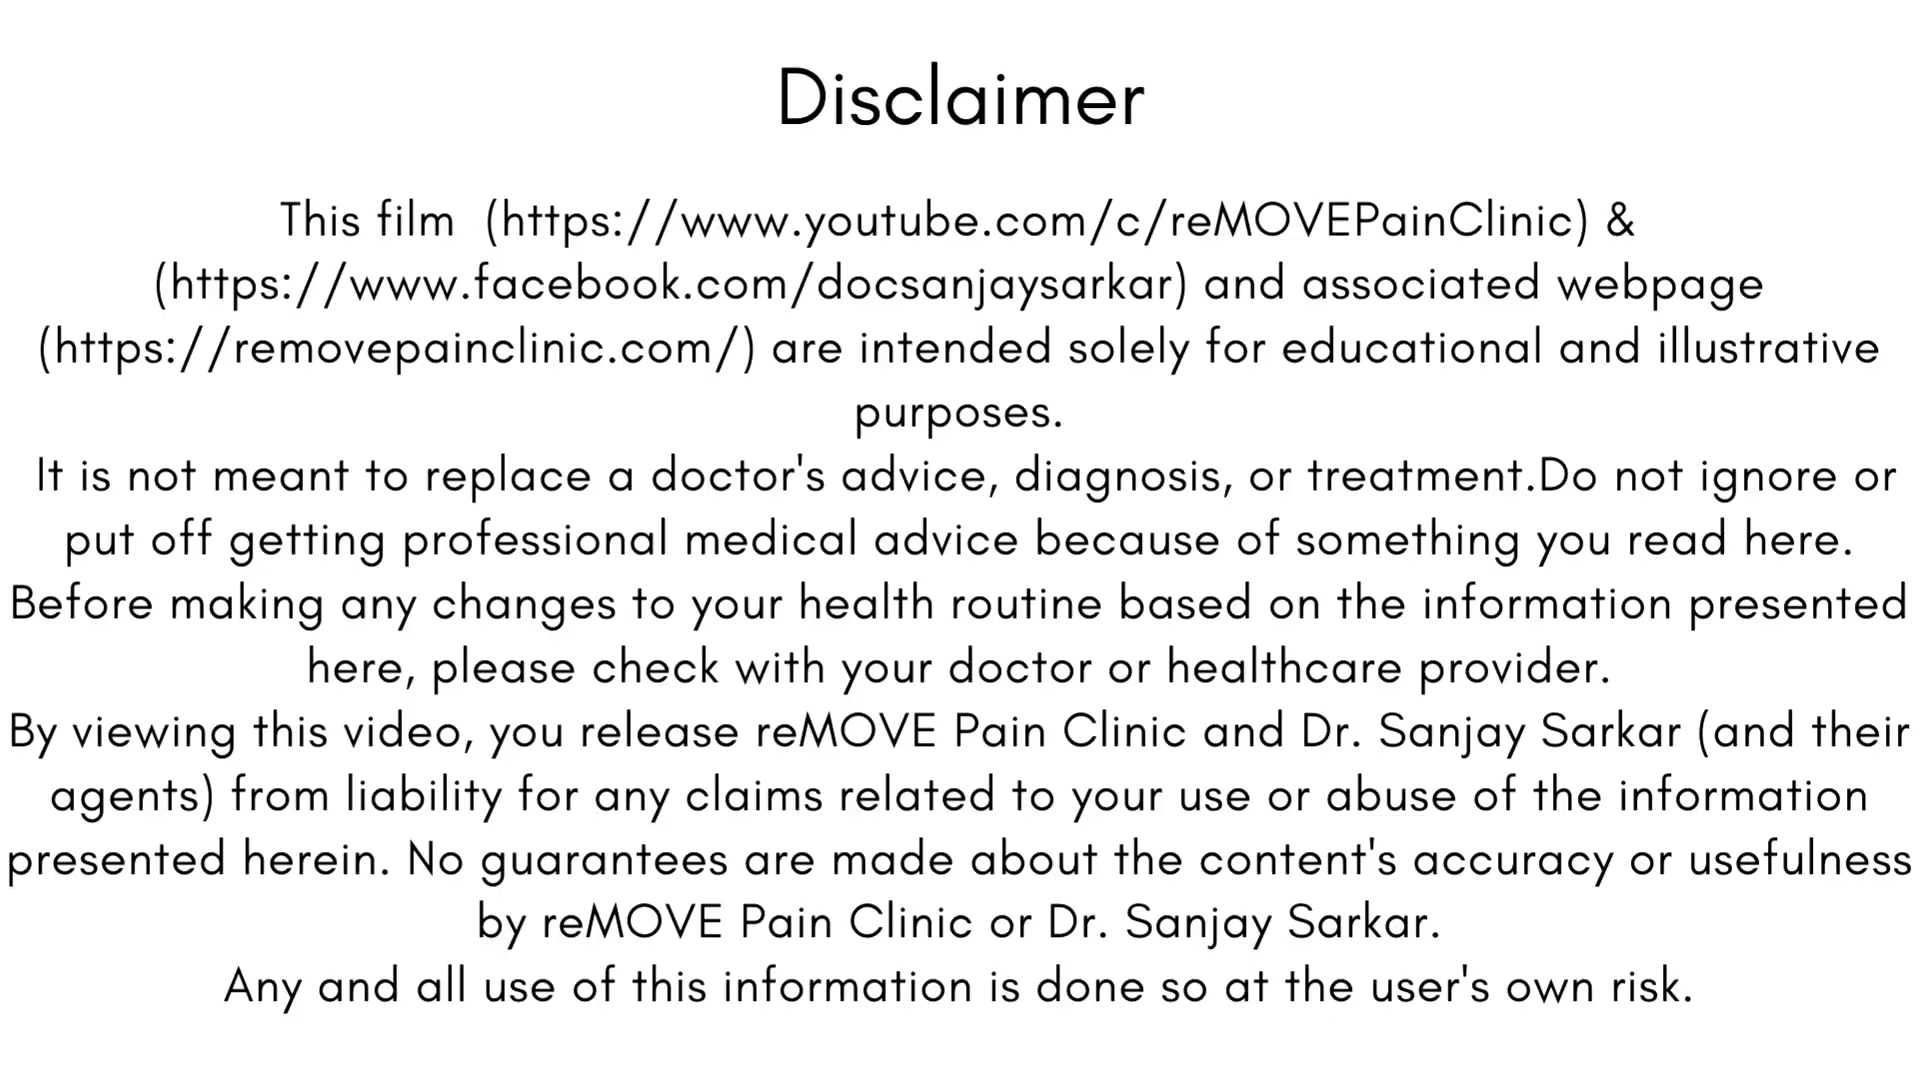 Disclaimer
This film  (https://www.youtube.com/c/reMOVEPainClinic) &
(https://www.facebook.com/docsanjaysarkar) and associated webpage
(https://removepainclinic.com/) are intended solely for educational and illustrative
purposes.
It is not meant to replace a doctor's advice, diagnosis, or treatment.Do not ignore or
put off getting professional medical advice because of something you read here.
Before making any changes to your health routine based on the information presented
here, please check with your doctor or healthcare provider.
By viewing this video, you release reMOVE Pain Clinic and Dr. Sanjay Sarkar (and their
agents) from liability for any claims related to your use or abuse of the information
presented herein. No guarantees are made about the content's accuracy or usefulness
by reMOVE Pain Clinic or Dr. Sanjay Sarkar.
Any and all use of this information is done so at the user's own risk.